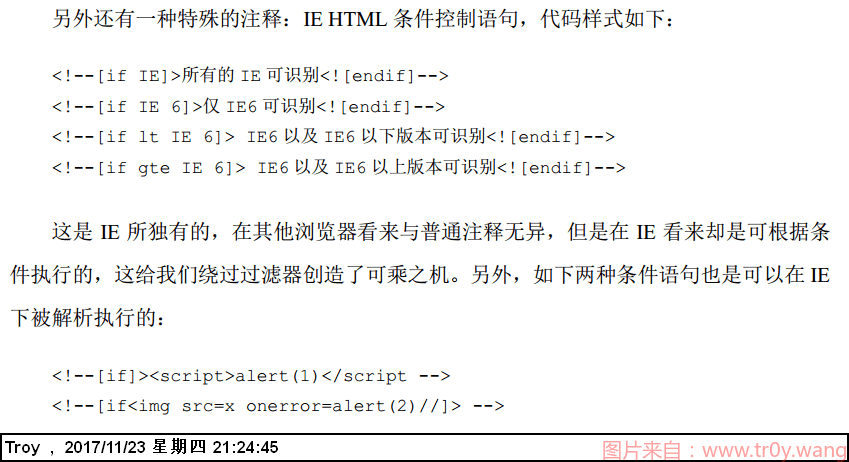 另外还有一种特殊的注释：IE HTML 条件控制语句，代码样式如下：
<!--[if IE]>所有的 IE 可识别<![endif]-->
<!--[if IE 6]>仅 IE6 可识别<![endif]-->
<!--[if lt IE 6]> IE6 以及 IE6 以下版本可识别<![endif]-->
<!--[if gte IE 6]> IE6 以及 IE6 以上版本可识别<![endif]-->
这是 IE 所独有的，在其他浏览器看来与普通注释无异，但是在 IE 看来却是可根据条
件执行的，这给我们绕过过滤器创造了可乘之机。另外，如下两种条件语句也是可以在 IE
下被解析执行的：
<!--[if]><script>alert(1)</script -->
<!--[if<img src=x onerror=alert(2)//]> -->
Troy , 2017/11/23 星期四 21:24:45
图片来自：www.tr0y.wang